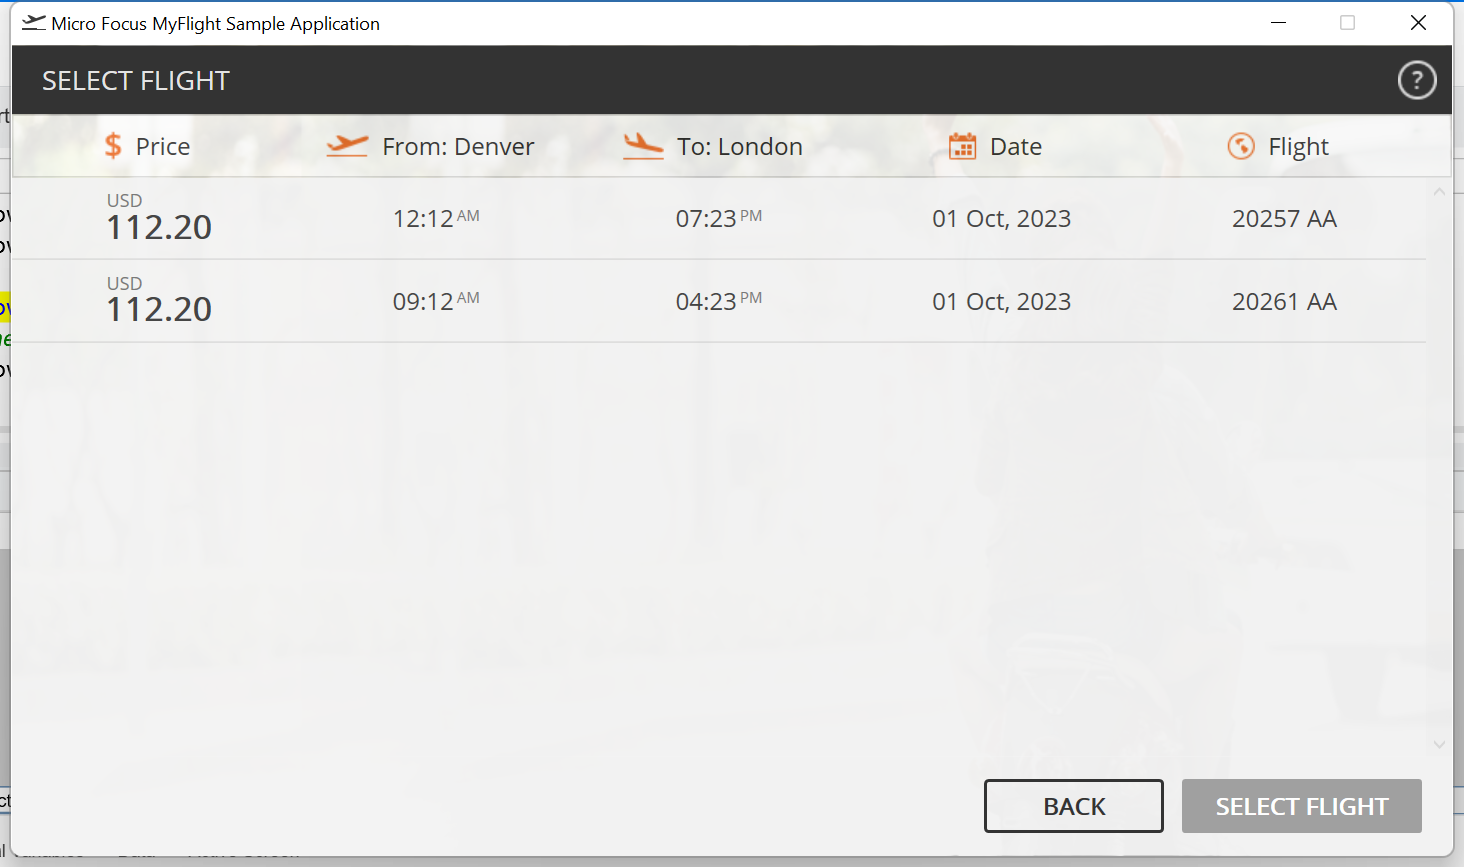 Micro Focus MyFlight Sample Application
SELECT FLIGHT
?
$ Price From: Denver To: London Date Flight
USD
112.20 12:12 AM 07:23 PM 01 Oct, 2023 20257 AA
USD
112.20 09:12 AM 04:23 PM 01 Oct, 2023 20261 AA
BACK SELECT FLIGHT